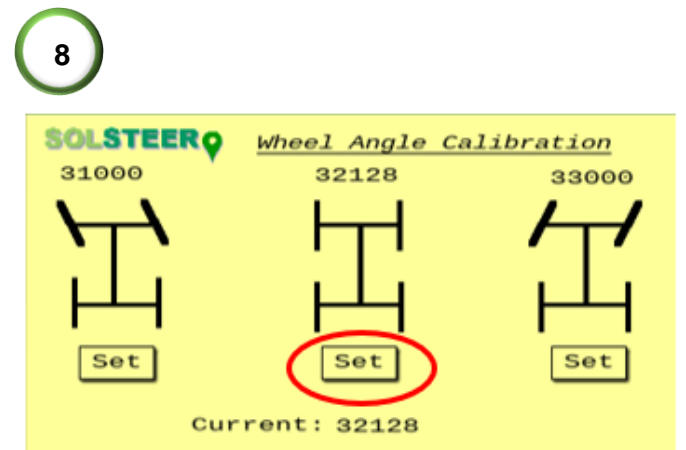 8
SOLSTEER Wheel Angle Calibration
31000 32128 33000
Set Set Set
Current: 32128